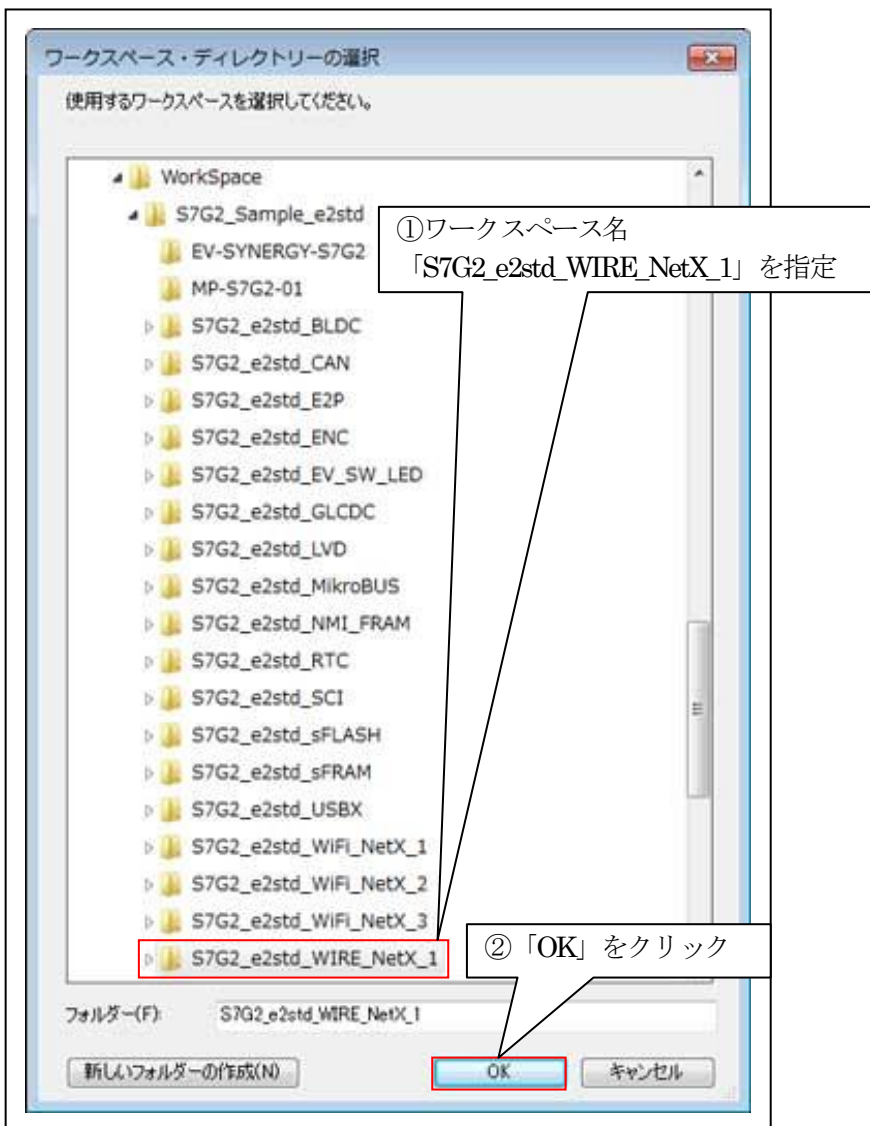 ワークスペース・ディレクトリーの選択
使用するワークスペースを選択してください。
WorkSpace
S7G2_Sample_e2std
EV-SYNERGY-S7G2
MP-S7G2-01
①ワークスペース名
「S7G2_e2std_WIRE_NetX_1」を指定
S7G2_e2std_BLDC
S7G2_e2std_CAN
S7G2_e2std_E2P
S7G2_e2std_ENC
S7G2_e2std_EV_SW_LED
S7G2_e2std_GLCDC
S7G2_e2std_LVD
S7G2_e2std_MikroBUS
S7G2_e2std_NMI_FRAM
S7G2_e2std_RTC
S7G2_e2std_SCI
S7G2_e2std_sFLASH
S7G2_e2std_sFRAM
S7G2_e2std_USBX
S7G2_e2std_WiFi_NetX_1
S7G2_e2std_WiFi_NetX_2
S7G2_e2std_WiFi_NetX_3
S7G2_e2std_WIRE_NetX_1
②「OK」をクリック
フォルダー(F): S7G2_e2std_WIRE_NetX_1
新しいフォルダーの作成(N) OK キャンセル